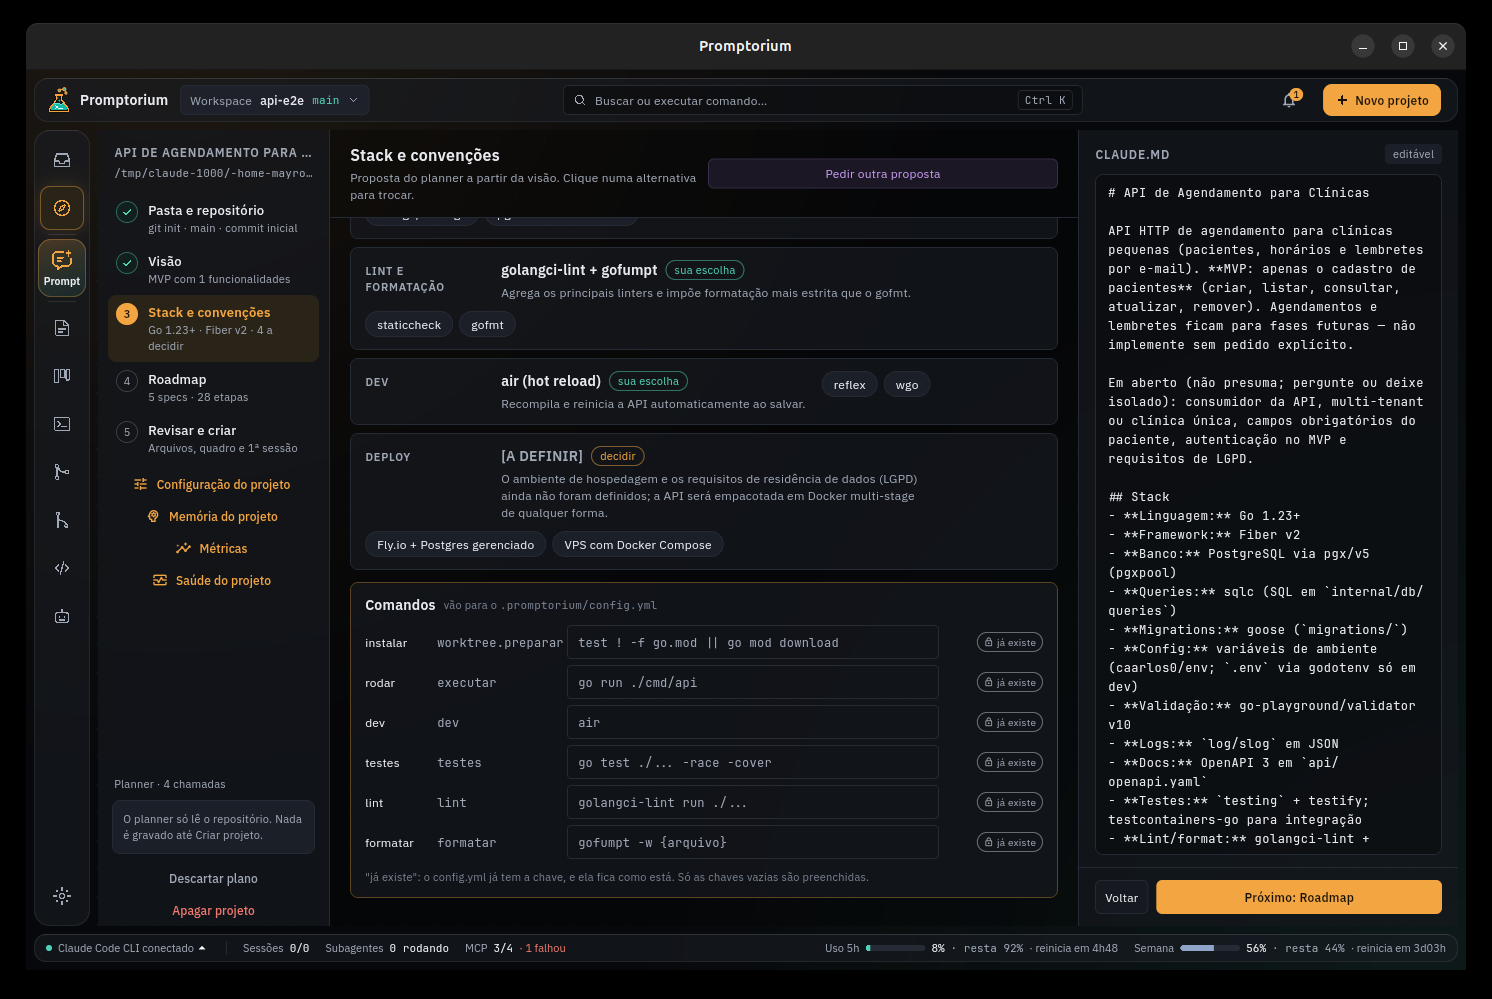 Promptorium
Promptorium
Workspace api-e2e main
Buscar ou executar comando...
Ctrl K
1
+ Novo projeto
Prompt
API DE AGENDAMENTO PARA ...
/tmp/claude-1000/-home-mayro…
Pasta e repositório
git init · main · commit inicial
Visão
MVP com 1 funcionalidades
3
Stack e convenções
Go 1.23+ · Fiber v2 · 4 a
decidir
4
Roadmap
5 specs · 28 etapas
5
Revisar e criar
Arquivos, quadro e 1ª sessão
Configuração do projeto
Memória do projeto
Métricas
Saúde do projeto
Planner · 4 chamadas
O planner só lê o repositório. Nada
é gravado até Criar projeto.
Descartar plano
Apagar projeto
Stack e convenções
Proposta do planner a partir da visão. Clique numa alternativa
para trocar.
Pedir outra proposta
LINT E
FORMATAÇÃO
golangci-lint + gofumpt sua escolha
Agrega os principais linters e impõe formatação mais estrita que o gofmt.
staticcheck gofmt
DEV
air (hot reload) sua escolha
Recompila e reinicia a API automaticamente ao salvar.
reflex wgo
DEPLOY
[A DEFINIR] decidir
O ambiente de hospedagem e os requisitos de residência de dados (LGPD)
ainda não foram definidos; a API será empacotada em Docker multi-stage
de qualquer forma.
Fly.io + Postgres gerenciado VPS com Docker Compose
Comandos vão para o .promptorium/config.yml
instalar worktree.preparar test ! -f go.mod || go mod download já existe
rodar executar go run ./cmd/api já existe
dev dev air já existe
testes testes go test ./... -race -cover já existe
lint lint golangci-lint run ./... já existe
formatar formatar gofumpt -w {arquivo} já existe
"já existe": o config.yml já tem a chave, e ela fica como está. Só as chaves vazias são preenchidas.
CLAUDE.MD
editável
# API de Agendamento para Clínicas
API HTTP de agendamento para clínicas
pequenas (pacientes, horários e lembretes
por e-mail). **MVP: apenas o cadastro de
pacientes** (criar, listar, consultar,
atualizar, remover). Agendamentos e
lembretes ficam para fases futuras — não
implemente sem pedido explícito.
Em aberto (não presuma; pergunte ou deixe
isolado): consumidor da API, multi-tenant
ou clínica única, campos obrigatórios do
paciente, autenticação no MVP e
requisitos de LGPD.
## Stack
- **Linguagem:** Go 1.23+
- **Framework:** Fiber v2
- **Banco:** PostgreSQL via pgx/v5
(pgxpool)
- **Queries:** sqlc (SQL em `internal/db/
queries`)
- **Migrations:** goose (`migrations/`)
- **Config:** variáveis de ambiente
(caarlos0/env; `.env` via godotenv só em
dev)
- **Validação:** go-playground/validator
v10
- **Logs:** `log/slog` em JSON
- **Docs:** OpenAPI 3 em `api/
openapi.yaml`
- **Testes:** `testing` + testify;
testcontainers-go para integração
- **Lint/format:** golangci-lint +
Voltar
Próximo: Roadmap
Claude Code CLI conectado
Sessões 0/0
Subagentes 0 rodando
MCP 3/4 · 1 falhou
Uso 5h 8% · resta 92% · reinicia em 4h48
Semana 56% · resta 44% · reinicia em 3d03h